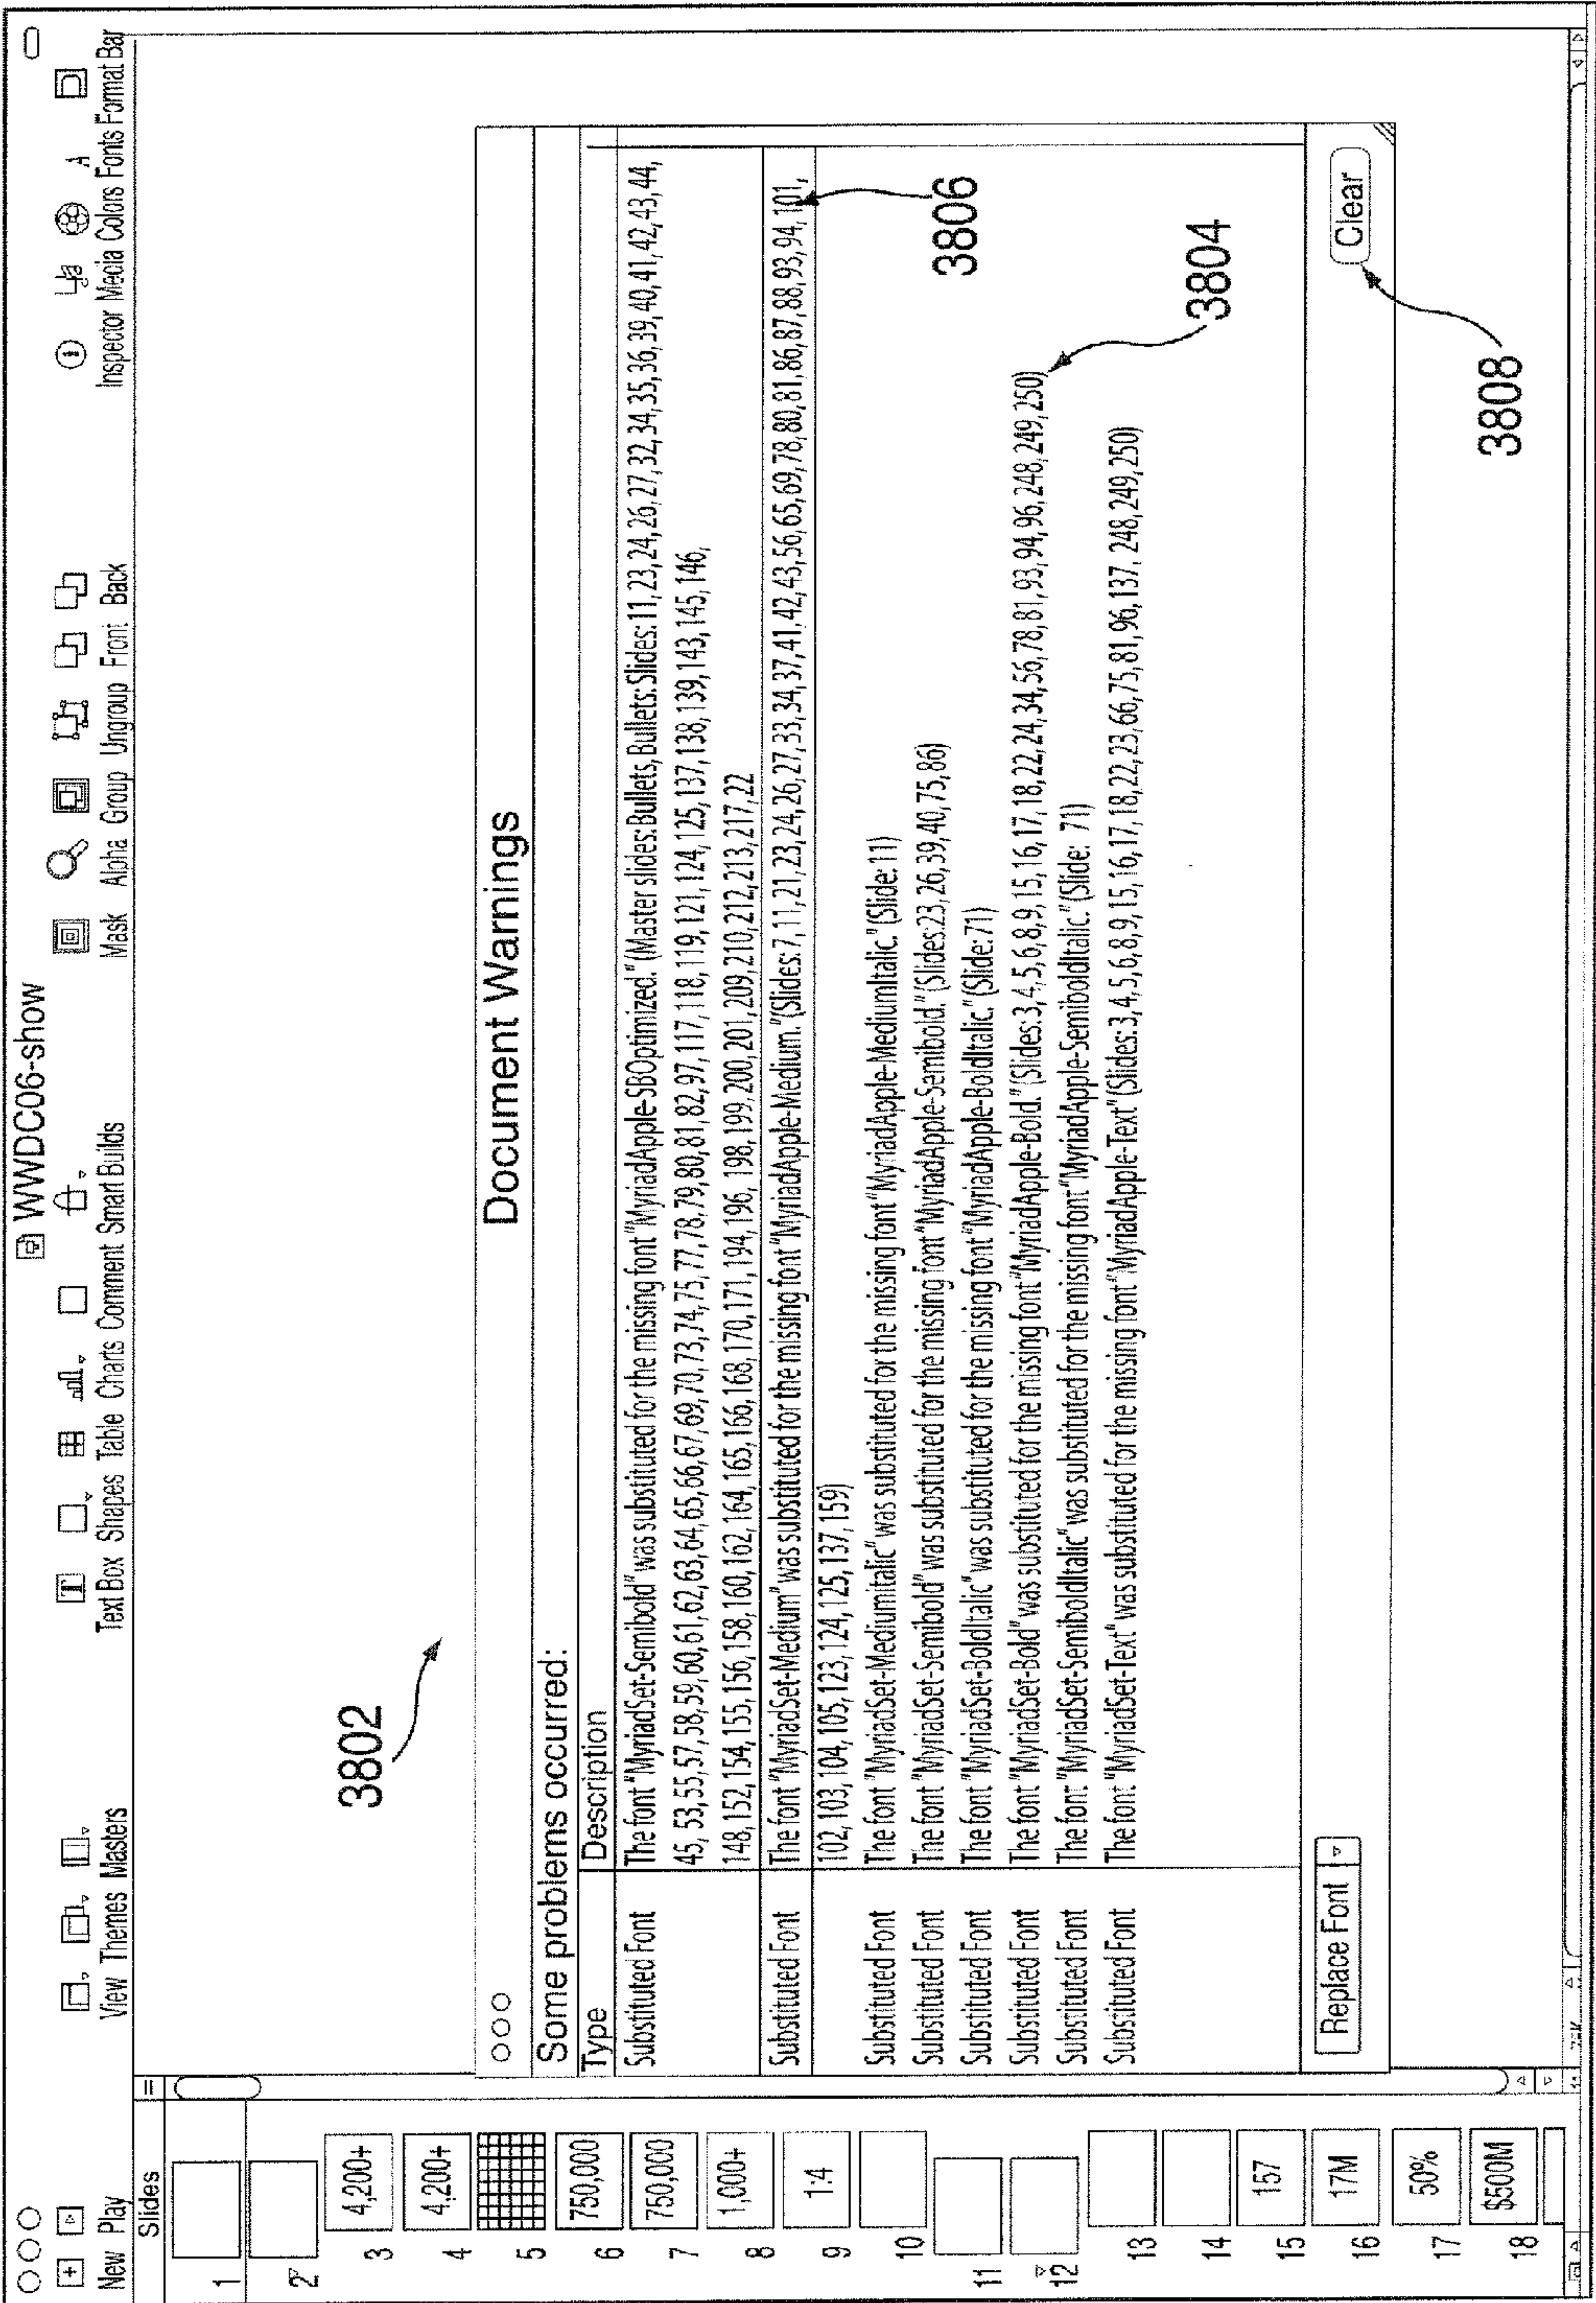 WWDC06-show
New Play
View Themes Masters
Text Box Shapes Table Charts Comment Smart Builds
Mask Alpha Group Ungroup Front Back
Inspector Media Colors Fonts Format Bar
Slides
1
2
3 4,200+
4 4,200+
5
6 750,000
7 750,000
8 1,000+
9 1:4
10
11
12
13
14
15 157
16 17M
17 50%
18 $500M
3802
Document Warnings
Some problems occurred:
Type Description
Substituted Font The font "MyriadSet-Semibold" was substituted for the missing font "MyriadApple-SBOptimized." (Master slides: Bullets, Bullets: Slides: 11,23,24,26,27,32,34,35,36,39,40,41,42,43,44,
45,53,55,57,58,59,60,61,62,63,64,65,66,67,69,70,73,74,75,77,78,79,80,81,82,97,117,118,119,121,124,125,137,138,139,143,145,146,
148,152,154,155,156,158,160,162,164,165,166,168,170,171,194,196,198,199,200,201,209,210,212,213,217,22
Substituted Font The font "MyriadSet-Medium" was substituted for the missing font "MyriadApple-Medium." (Slides: 7,11,21,23,24,26,27,33,34,37,41,42,43,56,65,69,78,80,81,86,87,88,93,94,101,
102,103,104,105,123,124,125,137,159)
Substituted Font The font "MyriadSet-Mediumitalic" was substituted for the missing font "MyriadApple-MediumItalic." (Slide: 11)
Substituted Font The font "MyriadSet-Semibold" was substituted for the missing font "MyriadApple-Semibold." (Slides: 23,26,39,40,75,86)
Substituted Font The font "MyriadSet-BoldItalic" was substituted for the missing font "MyriadApple-BoldItalic." (Slide: 71)
Substituted Font The font "MyriadSet-Bold" was substituted for the missing font "MyriadApple-Bold." (Slides: 3,4,5,6,8,9,15,16,17,18,22,24,34,56,78,81,93,94,96,248,249,250)
Substituted Font The font "MyriadSet-SemiboldItalic" was substituted for the missing font "MyriadApple-SemiboldItalic." (Slide: 71)
Substituted Font The font "MyriadSet-Text" was substituted for the missing font "MyriadApple-Text" (Slides: 3,4,5,6,8,9,15,16,17,18,22,23,66,75,81,96,137,248,249,250)
3806
3804
Replace Font
Clear
3808